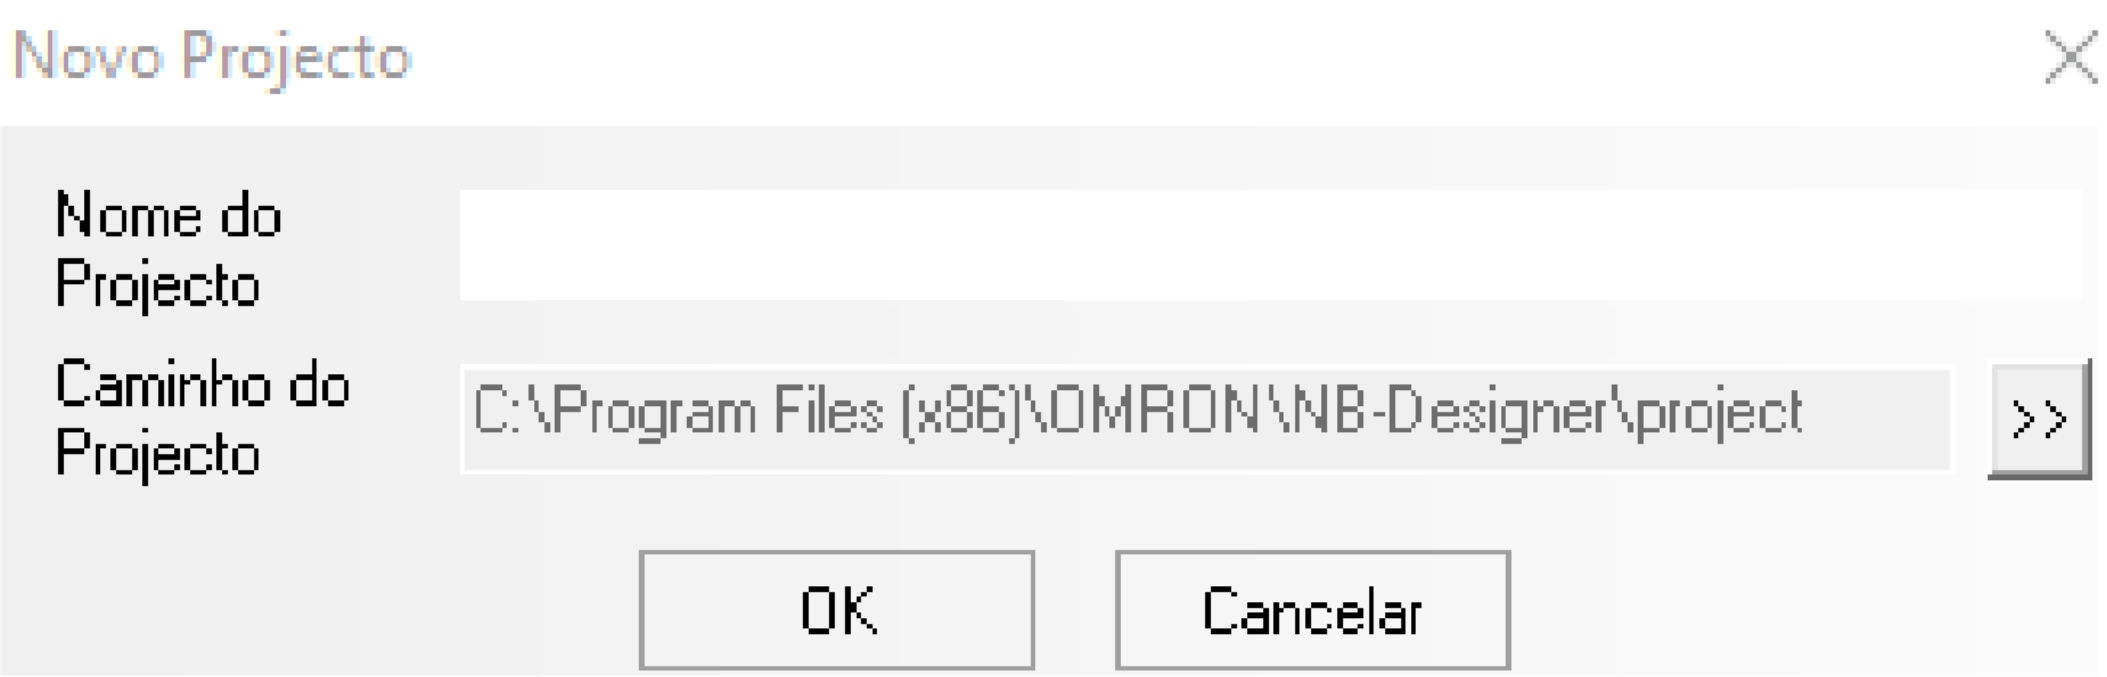 Novo Projecto
Nome do
Projecto
Caminho do
Projecto
C:\Program Files (x86)\OMRON\NB-Designer\project
>>
OK
Cancelar